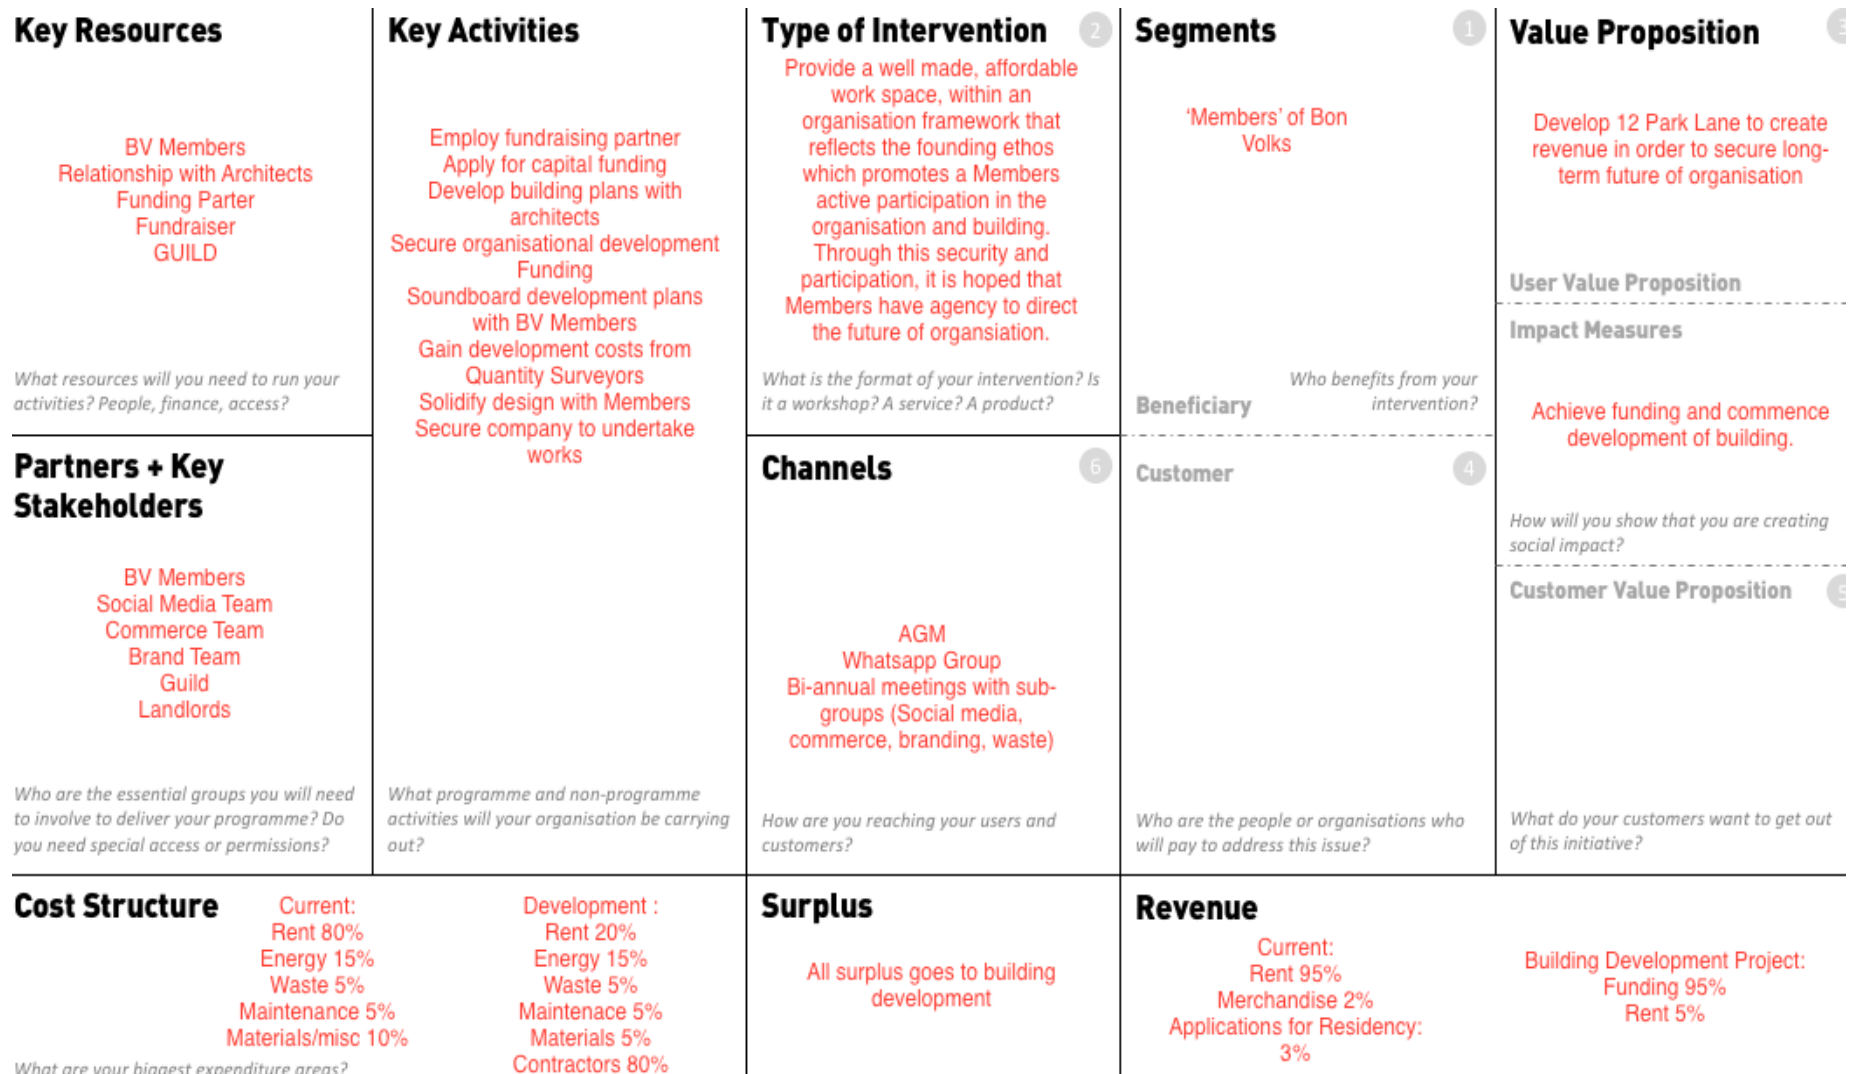 Key Resources
BV Members
Relationship with Architects
Funding Parter
Fundraiser
GUILD
What resources will you need to run your
activities? People, finance, access?
Key Activities
Employ fundraising partner
Apply for capital funding
Develop building plans with
architects
Secure organisational development
Funding
Soundboard development plans
with BV Members
Gain development costs from
Quantity Surveyors
Solidify design with Members
Secure company to undertake
works
What programme and non-programme
activities will your organisation be carrying
out?
Type of Intervention
2
Provide a well made, affordable
work space, within an
organisation framework that
reflects the founding ethos
which promotes a Members
active participation in the
organisation and building.
Through this security and
participation, it is hoped that
Members have agency to direct
the future of organsiation.
What is the format of your intervention? Is
it a workshop? A service? A product?
Segments
1
‘Members’ of Bon
Volks
Beneficiary
Who benefits from your
intervention?
Value Proposition
3
Develop 12 Park Lane to create
revenue in order to secure long-
term future of organisation
User Value Proposition
Impact Measures
Achieve funding and commence
development of building.
How will you show that you are creating
social impact?
Partners + Key
Stakeholders
BV Members
Social Media Team
Commerce Team
Brand Team
Guild
Landlords
Who are the essential groups you will need
to involve to deliver your programme? Do
you need special access or permissions?
Channels
6
AGM
Whatsapp Group
Bi-annual meetings with sub-
groups (Social media,
commerce, branding, waste)
How are you reaching your users and
customers?
Customer
4
Who are the people or organisations who
will pay to address this issue?
Customer Value Proposition
5
What do your customers want to get out
of this initiative?
Cost Structure
Current:
Rent 80%
Energy 15%
Waste 5%
Maintenance 5%
Materials/misc 10%
What are your biggest expenditure areas?
Development :
Rent 20%
Energy 15%
Waste 5%
Maintenace 5%
Materials 5%
Contractors 80%
Surplus
All surplus goes to building
development
Revenue
Current:
Rent 95%
Merchandise 2%
Applications for Residency:
3%
Building Development Project:
Funding 95%
Rent 5%